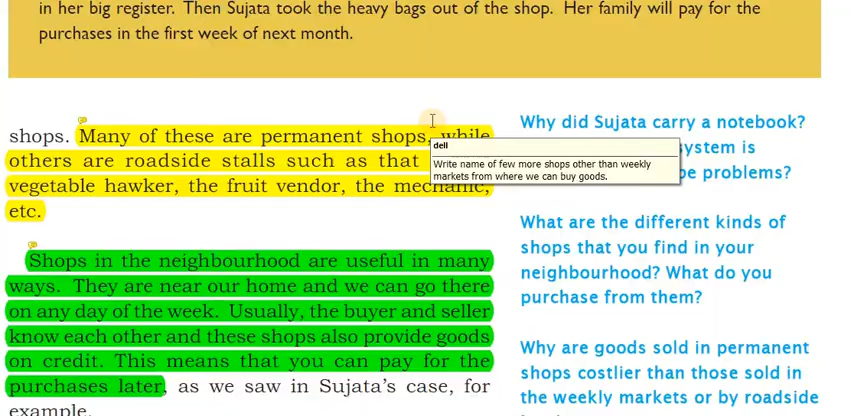 in her big register. Then Sujata took the heavy bags out of the shop. Her family will pay for the
purchases in the first week of next month.
shops. Many of these are permanent shops, while
others are roadside stalls such as that
vegetable hawker, the fruit vendor, the mechanic,
etc.
dell
Write name of few more shops other than weekly
markets from where we can buy goods.
Shops in the neighbourhood are useful in many
ways. They are near our home and we can go there
on any day of the week. Usually, the buyer and seller
know each other and these shops also provide goods
on credit. This means that you can pay for the
purchases later, as we saw in Sujata's case, for
example.
Why did Sujata carry a notebook?
system is
problems?
What are the different kinds of
shops that you find in your
neighbourhood? What do you
purchase from them?
Why are goods sold in permanent
shops costlier than those sold in
the weekly markets or by roadside